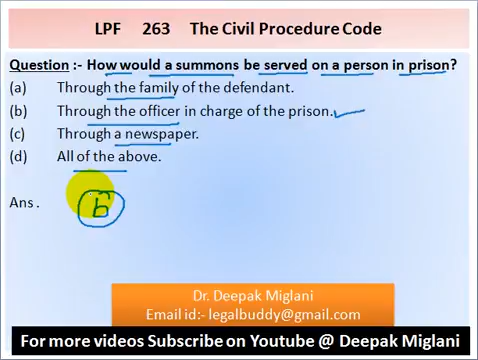 LPF 263 The Civil Procedure Code
Question :- How would a summons be served on a person in prison?
(a) Through the family of the defendant.
(b) Through the officer in charge of the prison.
(c) Through a newspaper.
(d) All of the above.
Ans . b
Dr. Deepak Miglani
Email id:- legalbuddy@gmail.com
For more videos Subscribe on Youtube @ Deepak Miglani